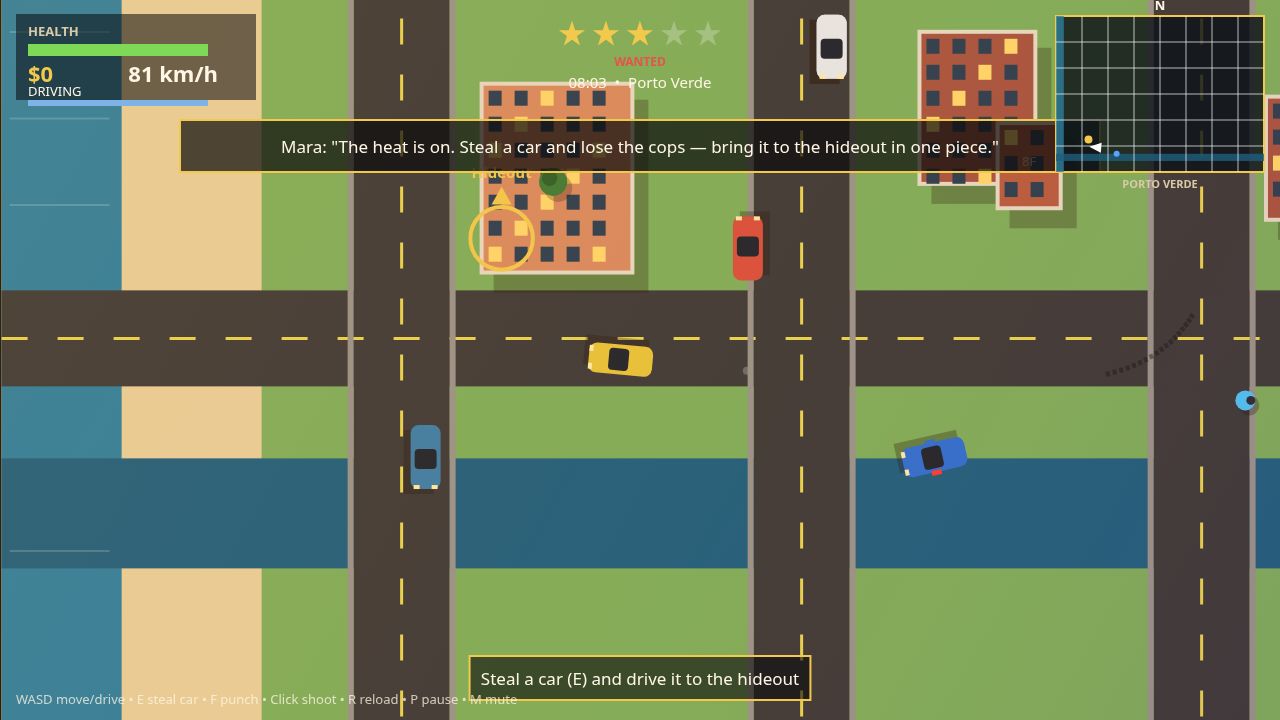 HEALTH
$0
81 km/h
DRIVING
WANTED
08:03 • Porto Verde
N
Mara: "The heat is on. Steal a car and lose the cops — bring it to the hideout in one piece."
8F
Hideout
PORTO VERDE
Steal a car (E) and drive it to the hideout
WASD move/drive • E steal car • F punch • Click shoot • R reload • P pause • M mute